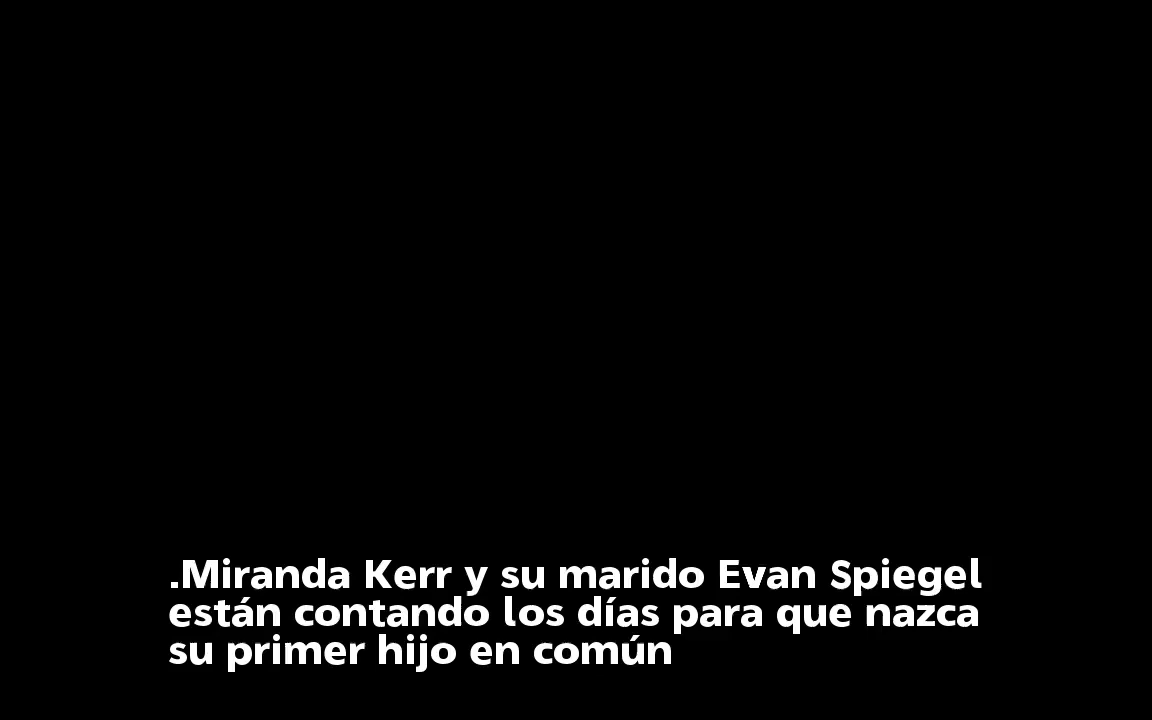 .Miranda Kerr y su marido Evan Spiegel
están contando los días para que nazca
su primer hijo en común